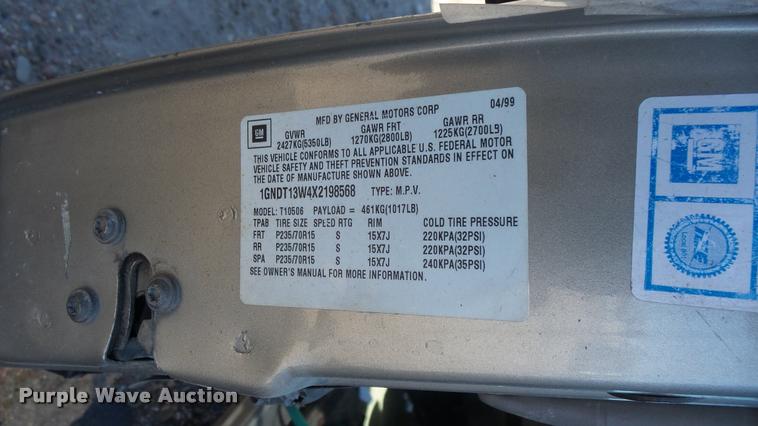 MFD BY GENERAL MOTORS CORP 04/99
GM GVWR GAWR FRT GAWR RR
2427KG(5350LB) 1270KG(2800LB) 1225KG(2700L9)
THIS VEHICLE CONFORMS TO ALL APPLICABLE U.S. FEDERAL MOTOR
VEHICLE SAFETY AND THEFT PREVENTION STANDARDS IN EFFECT ON
THE DATE OF MANUFACTURE SHOWN ABOVE.
1GNDT13W4X2198568 TYPE: M.P.V.
MODEL: T10506 PAYLOAD = 461KG(1017LB)
TPAB TIRE SIZE SPEED RTG RIM COLD TIRE PRESSURE
FRT P235/70R15 S 15X7J 220KPA(32PSI)
RR P235/70R15 S 15X7J 220KPA(32PSI)
SPA P235/70R15 S 15X7J 240KPA(35PSI)
SEE OWNER'S MANUAL FOR MORE INFORMATION.
GM
Purple Wave Auction